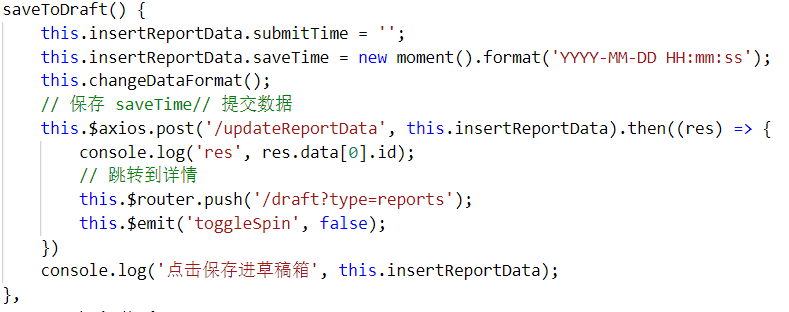 saveToDraft() {
    this.insertReportData.submitTime = '';
    this.insertReportData.saveTime = new moment().format('YYYY-MM-DD HH:mm:ss');
    this.changeDataFormat();
    // 保存 saveTime// 提交数据
    this.$axios.post('/updateReportData', this.insertReportData).then((res) => {
        console.log('res', res.data[0].id);
        // 跳转到详情
        this.$router.push('/draft?type=reports');
        this.$emit('toggleSpin', false);
    })
    console.log('点击保存进草稿箱', this.insertReportData);
},